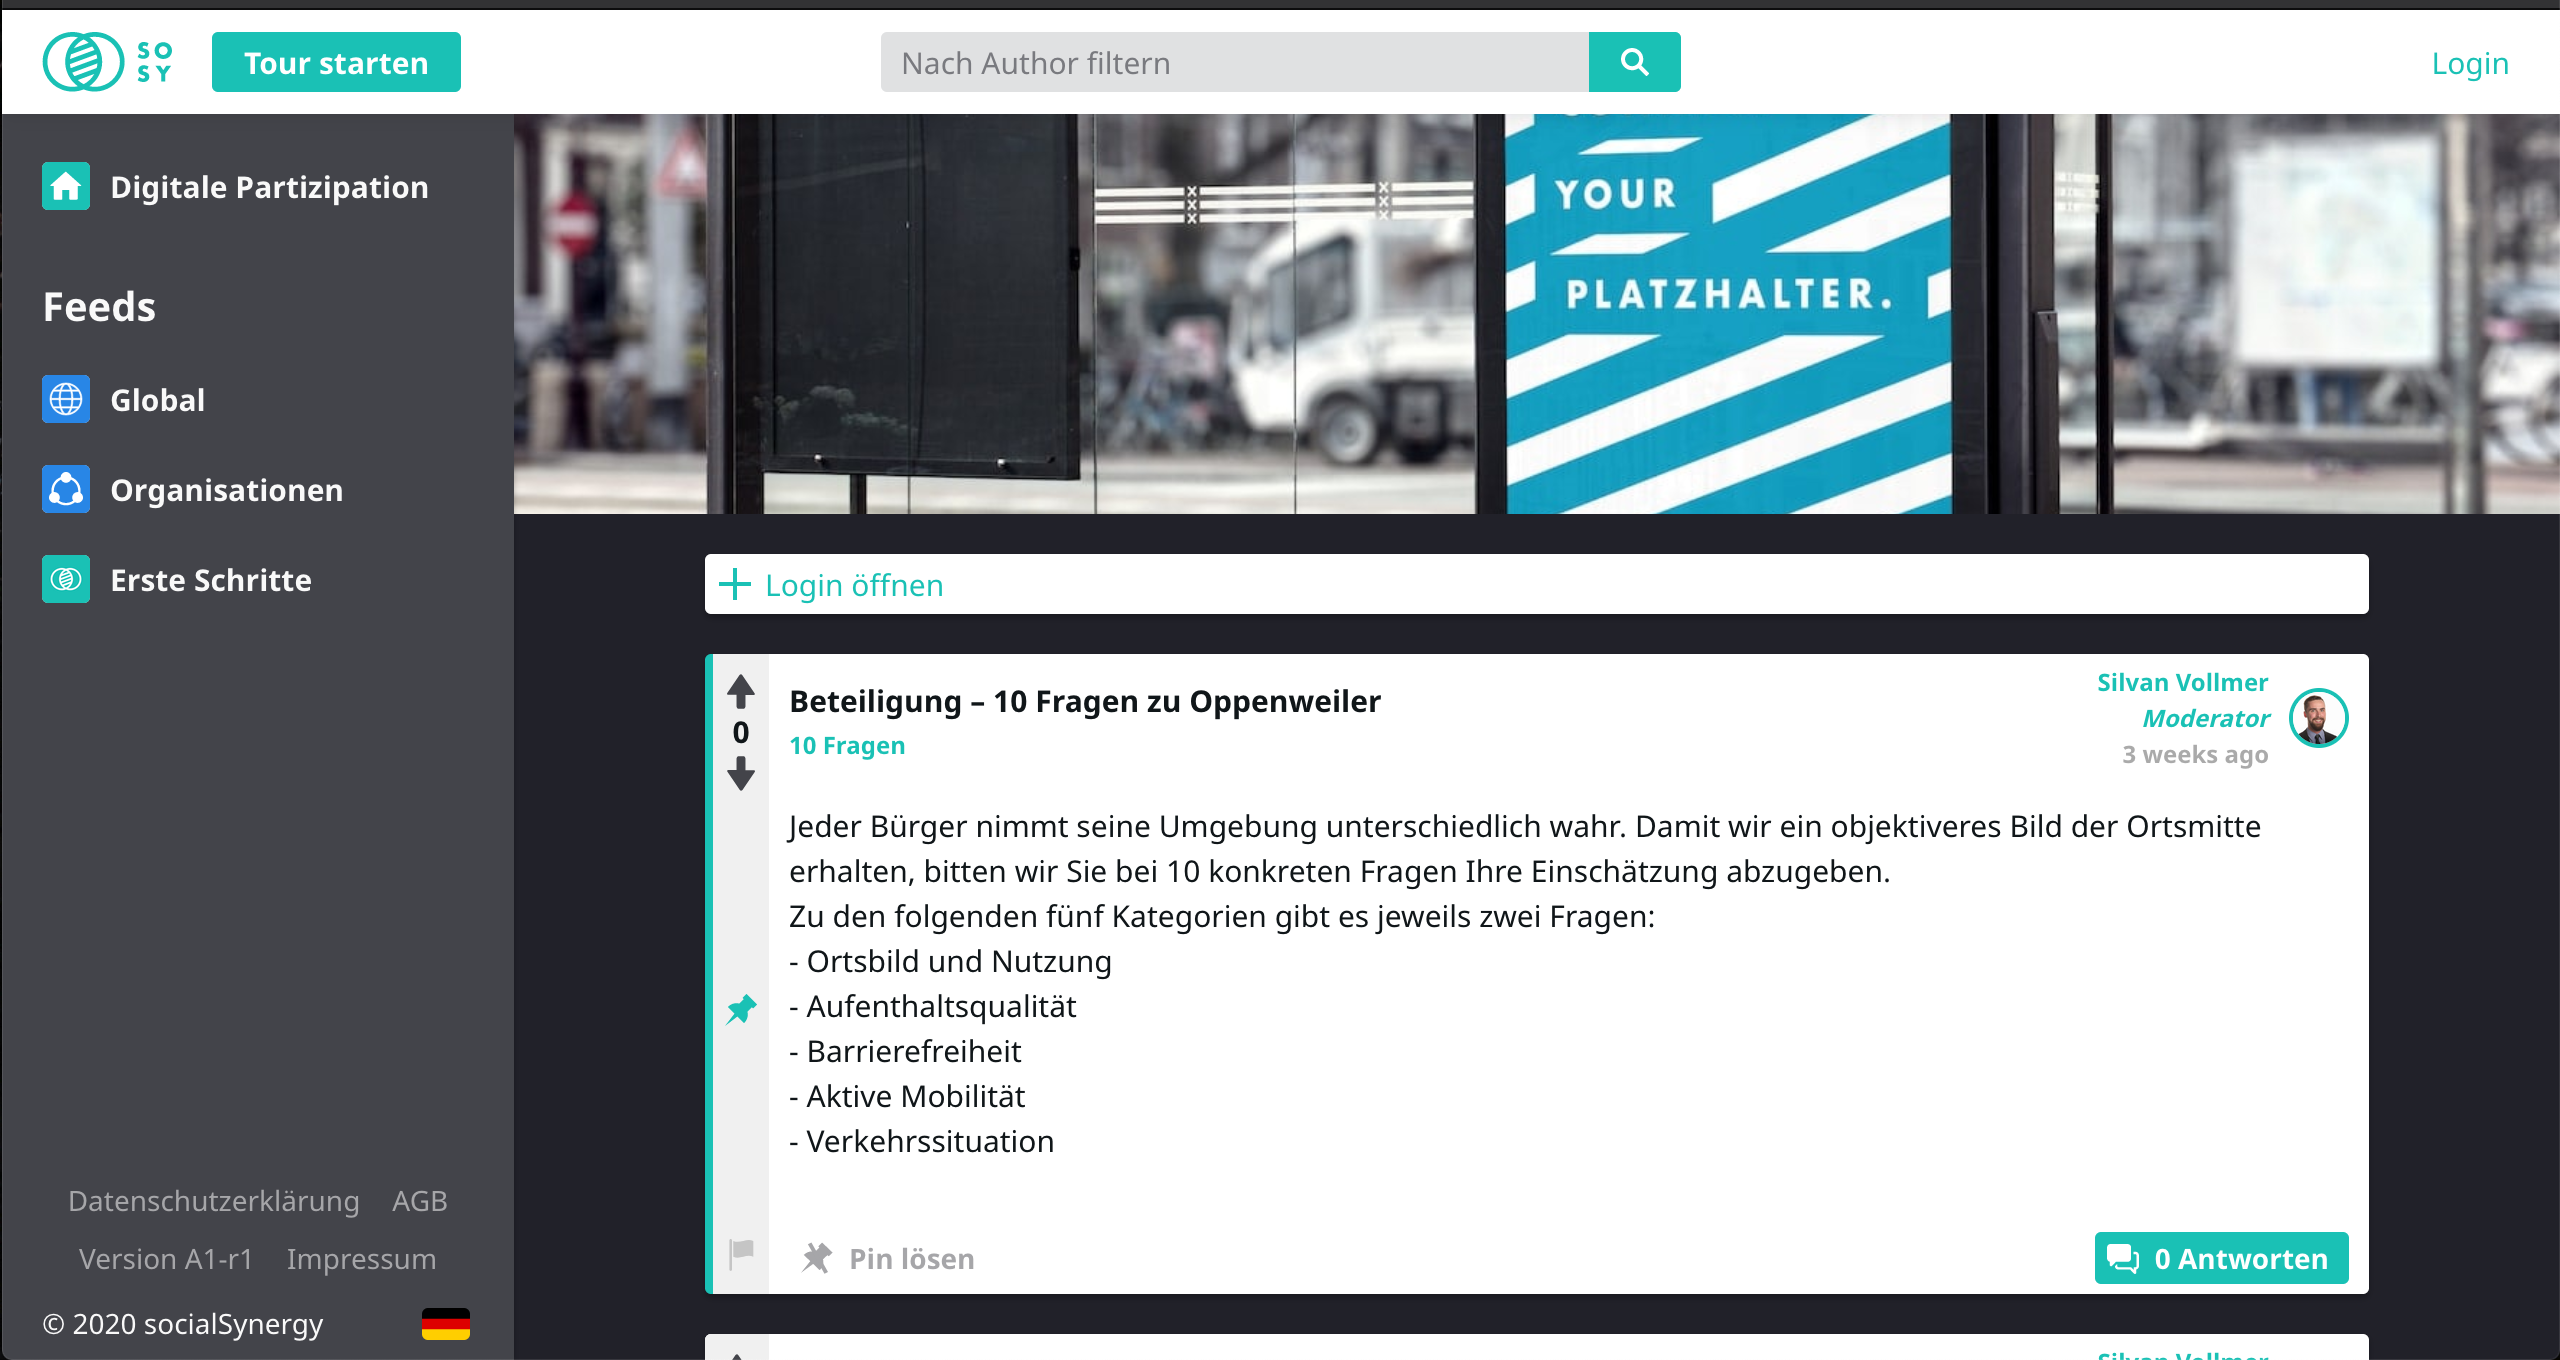 SO
SY
Tour starten
Nach Author filtern
Login
Digitale Partizipation
Feeds
Global
Organisationen
Erste Schritte
Datenschutzerklärung AGB
Version A1-r1 Impressum
© 2020 socialSynergy
YOUR
PLATZHALTER.
Login öffnen
0
Beteiligung – 10 Fragen zu Oppenweiler
10 Fragen
Silvan Vollmer
Moderator
3 weeks ago
Jeder Bürger nimmt seine Umgebung unterschiedlich wahr. Damit wir ein objektiveres Bild der Ortsmitte
erhalten, bitten wir Sie bei 10 konkreten Fragen Ihre Einschätzung abzugeben.
Zu den folgenden fünf Kategorien gibt es jeweils zwei Fragen:
- Ortsbild und Nutzung
- Aufenthaltsqualität
- Barrierefreiheit
- Aktive Mobilität
- Verkehrssituation
Pin lösen
0 Antworten
Silvan Vollmer